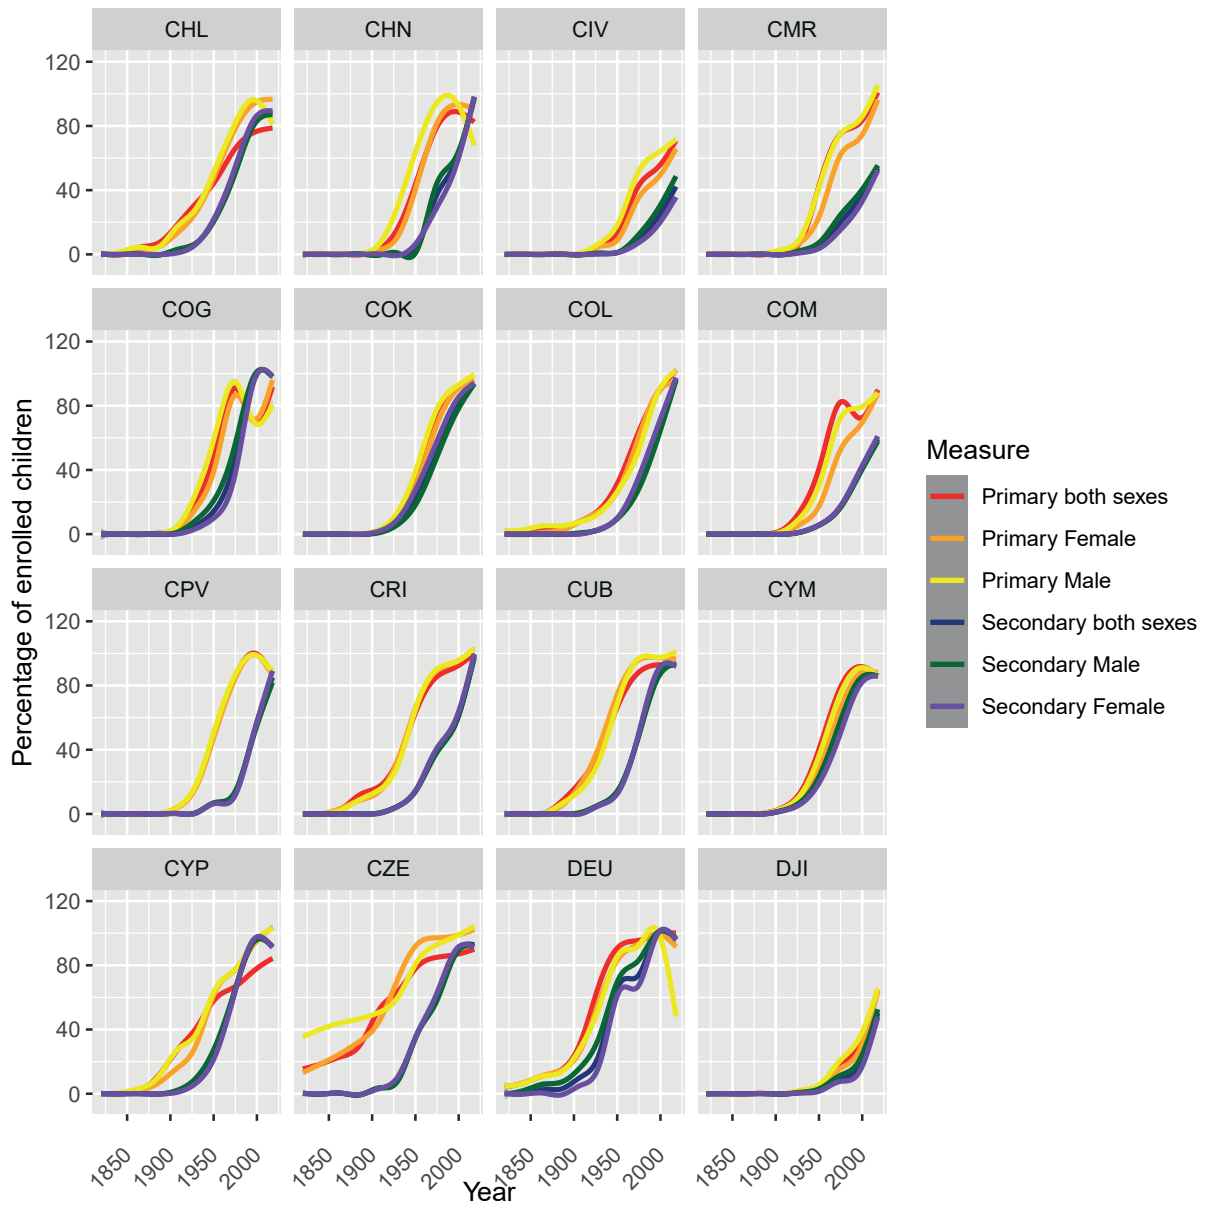 CHL CHN CIV CMR
120
80
40
0
COG COK COL COM
120
80
40
0
CPV CRI CUB CYM
120
80
40
0
CYP CZE DEU DJI
120
80
40
0
1850 1900 1950 2000 1850 1900 1950 2000 1850 1900 1950 2000 1850 1900 1950 2000
Year
Percentage of enrolled children
Measure
Primary both sexes
Primary Female
Primary Male
Secondary both sexes
Secondary Male
Secondary Female